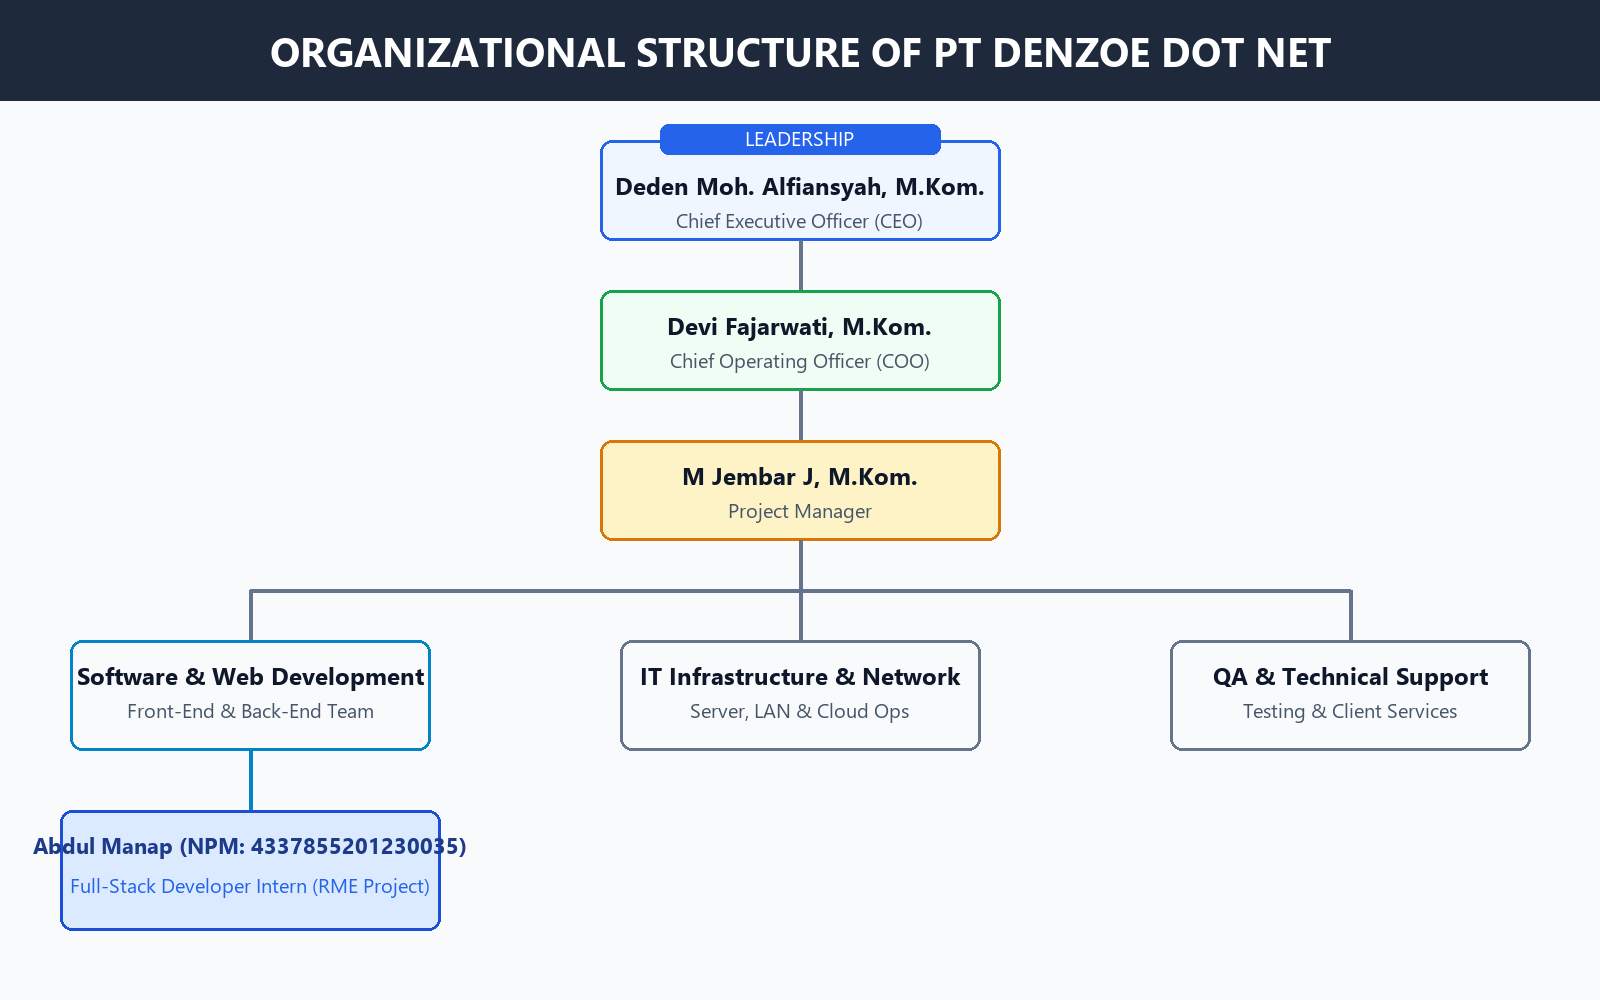 ORGANIZATIONAL STRUCTURE OF PT DENZOE DOT NET
LEADERSHIP
Deden Moh. Alfiansyah, M.Kom.
Chief Executive Officer (CEO)
Devi Fajarwati, M.Kom.
Chief Operating Officer (COO)
M Jembar J, M.Kom.
Project Manager
Software & Web Development
Front-End & Back-End Team
IT Infrastructure & Network
Server, LAN & Cloud Ops
QA & Technical Support
Testing & Client Services
Abdul Manap (NPM: 4337855201230035)
Full-Stack Developer Intern (RME Project)